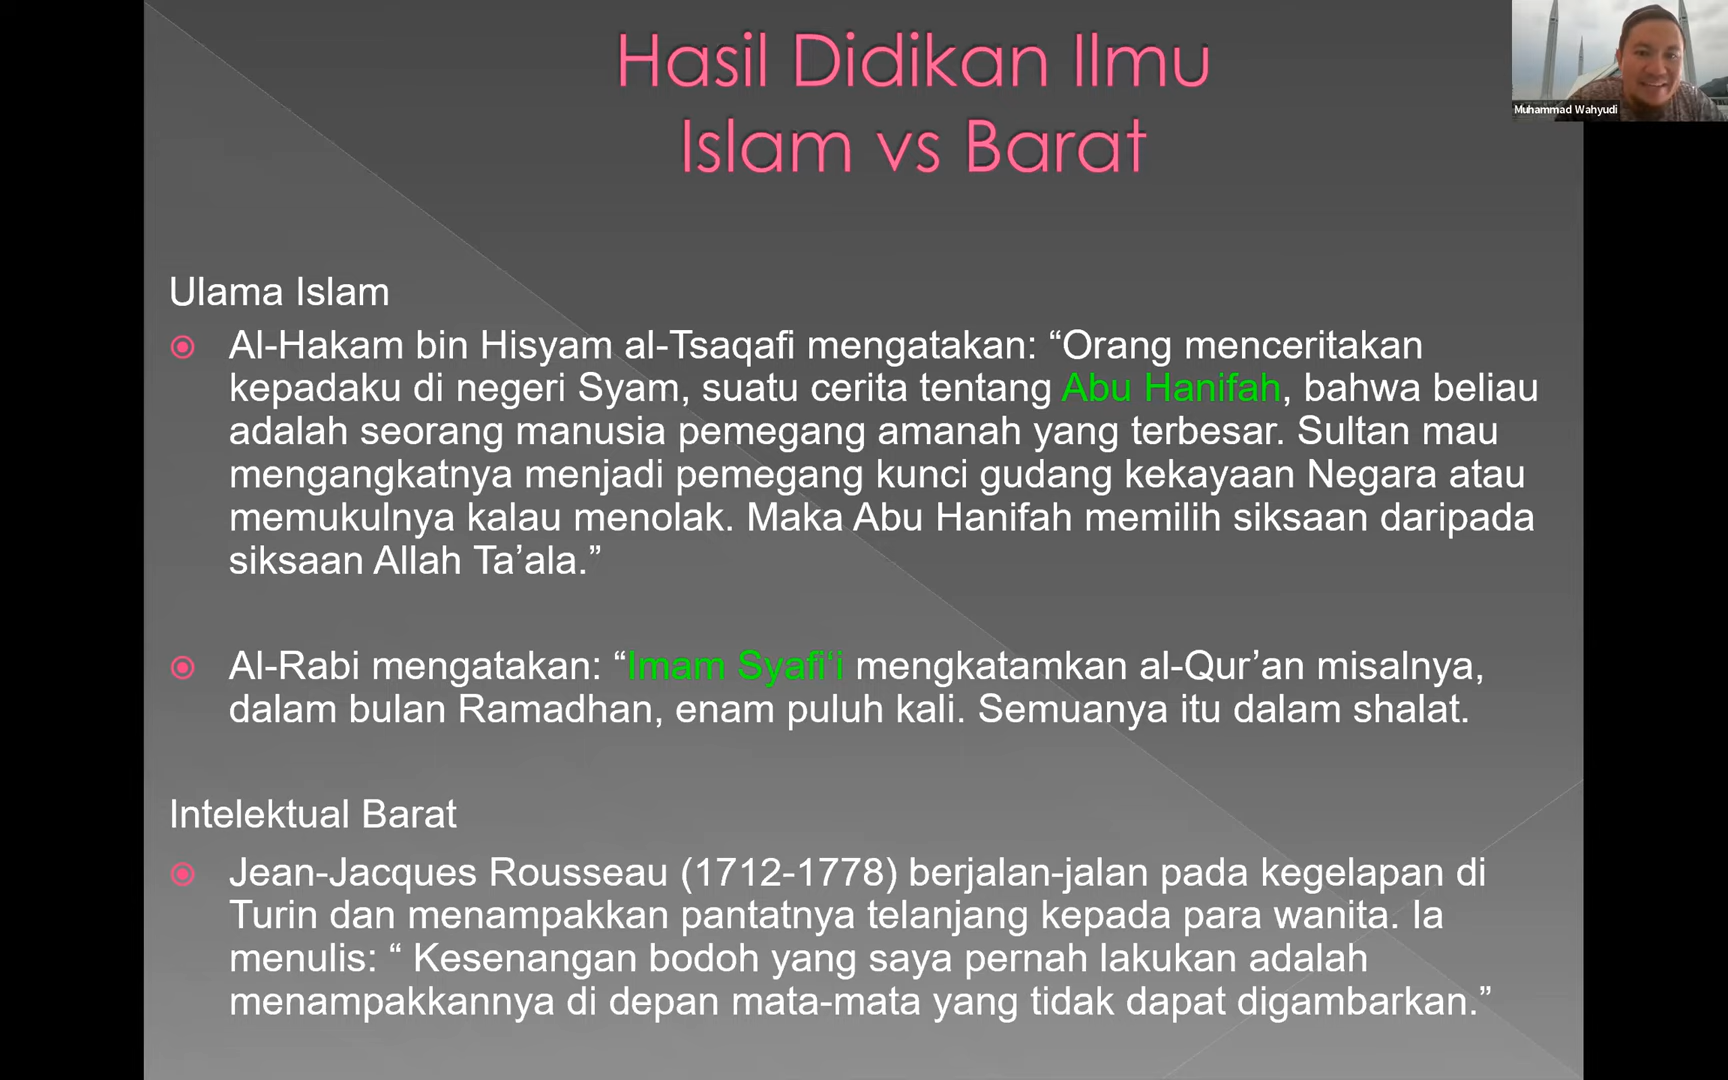 Hasil Didikan Ilmu
Islam vs Barat
Muhammad Wahyudi
Ulama Islam
Al-Hakam bin Hisyam al-Tsaqafi mengatakan: “Orang menceritakan
kepadaku di negeri Syam, suatu cerita tentang Abu Hanifah, bahwa beliau
adalah seorang manusia pemegang amanah yang terbesar. Sultan mau
mengangkatnya menjadi pemegang kunci gudang kekayaan Negara atau
memukulnya kalau menolak. Maka Abu Hanifah memilih siksaan daripada
siksaan Allah Ta’ala.”
Al-Rabi mengatakan: “Imam Syafi‘i mengkatamkan al-Qur’an misalnya,
dalam bulan Ramadhan, enam puluh kali. Semuanya itu dalam shalat.
Intelektual Barat
Jean-Jacques Rousseau (1712-1778) berjalan-jalan pada kegelapan di
Turin dan menampakkan pantatnya telanjang kepada para wanita. Ia
menulis: “ Kesenangan bodoh yang saya pernah lakukan adalah
menampakkannya di depan mata-mata yang tidak dapat digambarkan.”